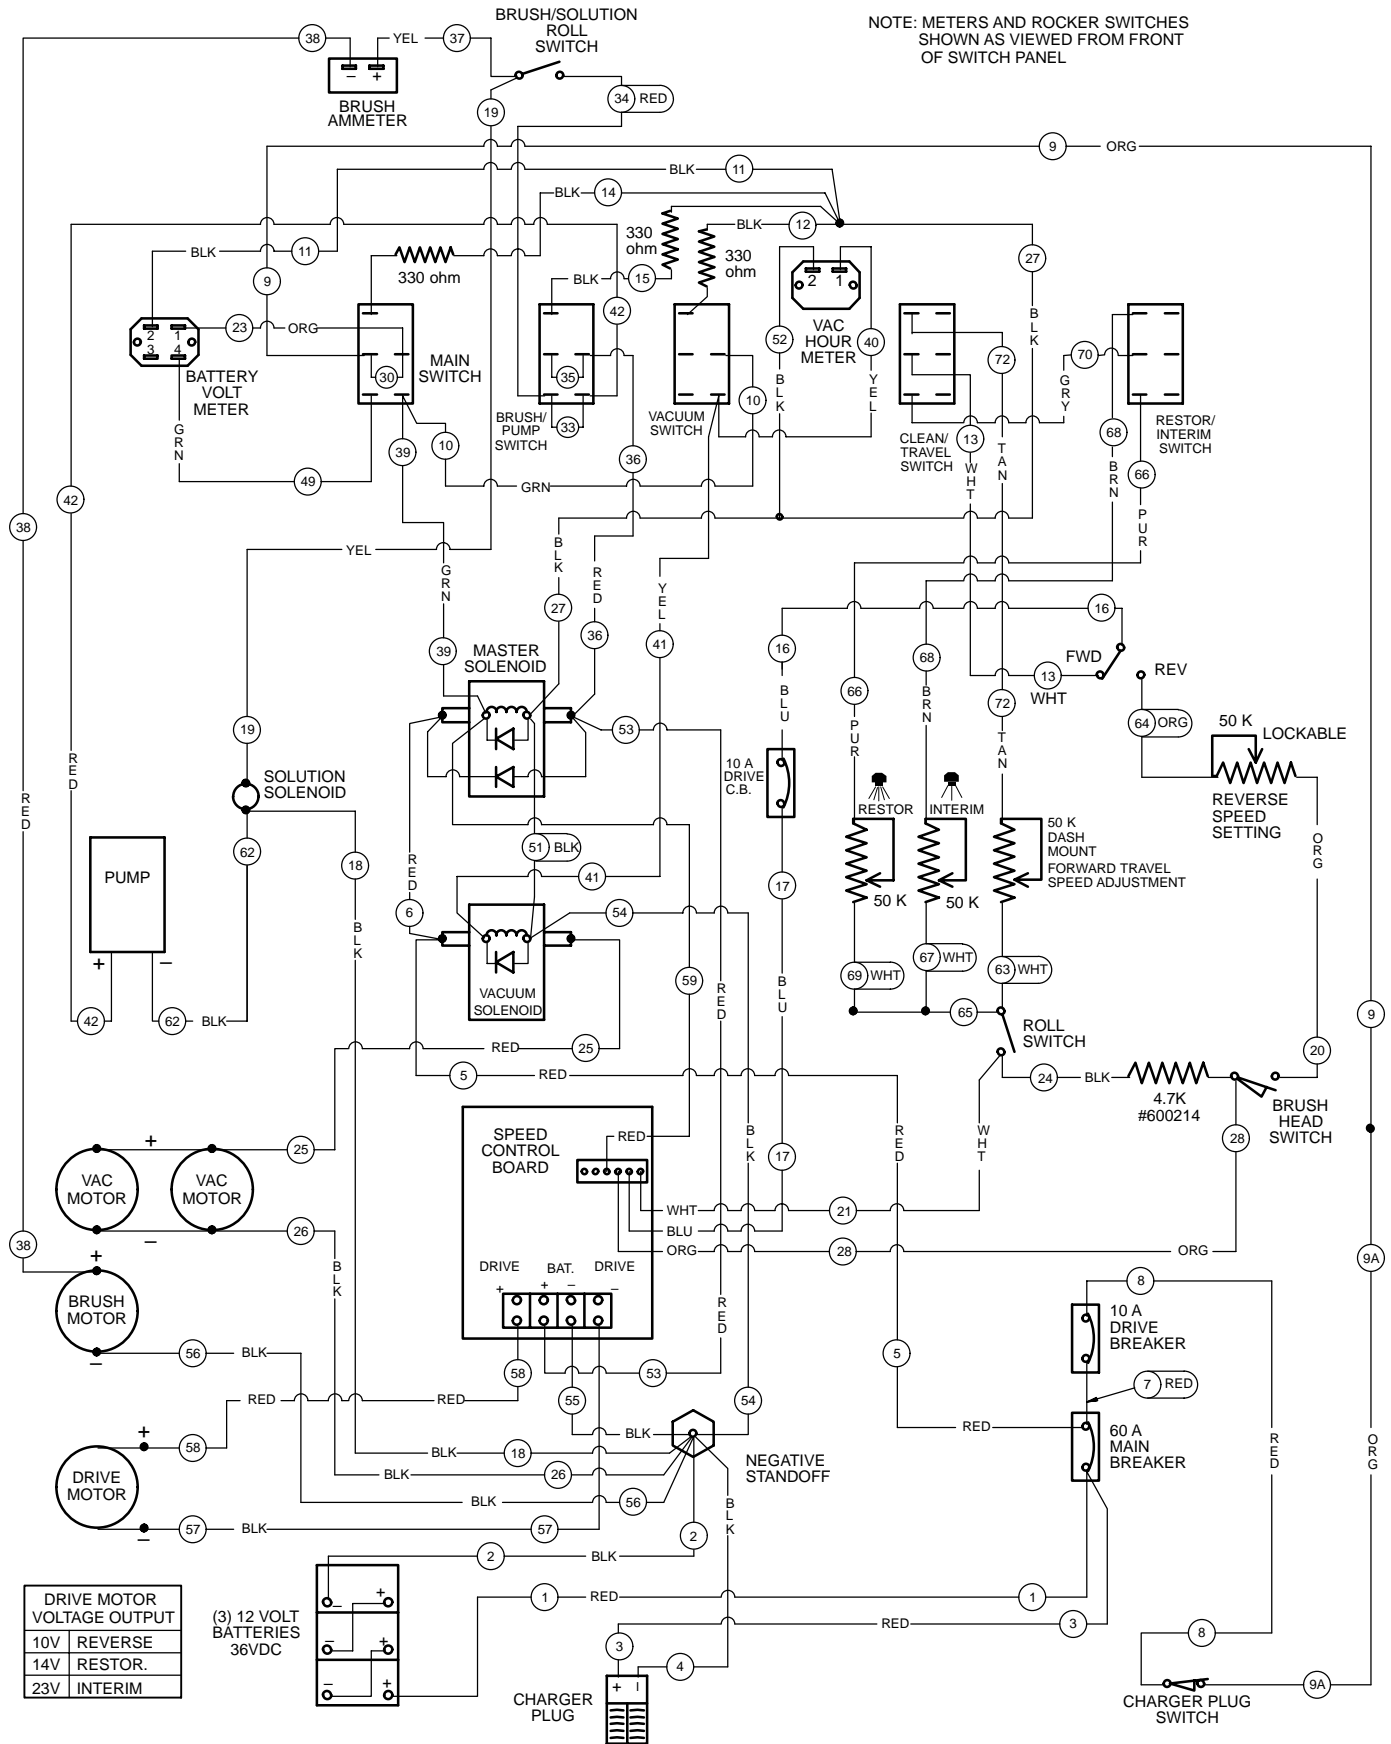 BRUSH/SOLUTION
ROLL
SWITCH
NOTE: METERS AND ROCKER SWITCHES
SHOWN AS VIEWED FROM FRONT
OF SWITCH PANEL
38
YEL
37
− +
BRUSH
AMMETER
19
34 RED
9
ORG
BLK
11
BLK
14
BLK
12
330
ohm
330
ohm
BLK
11
330 ohm
BLK
15
27
BLK
9
42
2 1
VAC
HOUR
METER
52
BLK
40
YEL
2 1
3 4
BATTERY
VOLT
METER
23
ORG
30
MAIN
SWITCH
35
33
BRUSH/
PUMP
SWITCH
VACUUM
SWITCH
10
72
70
GRY
CLEAN/
TRAVEL
SWITCH
13
WHT
TAN
68
BRN
RESTOR/
INTERIM
SWITCH
66
PUR
GRN
49
39
10
GRN
36
42
38
YEL
GRN
BLK
27
RED
36
YEL
41
39
MASTER
SOLENOID
16
16
BLU
FWD
REV
13
WHT
66
PUR
68
BRN
72
TAN
64 ORG
50 K
LOCKABLE
REVERSE
SPEED
SETTING
53
10 A
DRIVE
C.B.
19
SOLUTION
SOLENOID
RED
RED
62
18
BLK
RESTOR
INTERIM
50 K
DASH
MOUNT
FORWARD TRAVEL
SPEED ADJUSTMENT
50 K
50 K
ORG
PUMP
+ −
RED
6
51 BLK
41
54
17
BLU
VACUUM
SOLENOID
59
RED
69 WHT
67 WHT
63 WHT
65
ROLL
SWITCH
9
42
62
BLK
RED
25
5
RED
20
24
BLK
4.7K
#600214
BRUSH
HEAD
SWITCH
28
SPEED
CONTROL
BOARD
RED
BLK
RED
17
WHT
+
25
VAC
MOTOR
VAC
MOTOR
−
26
BLK
WHT
21
BLU
ORG
28
ORG
38
9A
+
BRUSH
MOTOR
−
56
BLK
DRIVE
BAT.
DRIVE
+ + − −
RED
8
10 A
DRIVE
BREAKER
58
53
5
7 RED
RED
RED
55
54
+
58
DRIVE
MOTOR
−
57
BLK
BLK
BLK
18
BLK
26
BLK
56
57
NEGATIVE
STANDOFF
RED
60 A
MAIN
BREAKER
RED
ORG
BLK
2
2
BLK
DRIVE MOTOR
VOLTAGE OUTPUT
10V REVERSE
14V RESTOR.
23V INTERIM
(3) 12 VOLT
BATTERIES
36VDC
− +
− +
− +
1
RED
1
RED
3
3
4
+ −
CHARGER
PLUG
8
9A
CHARGER PLUG
SWITCH